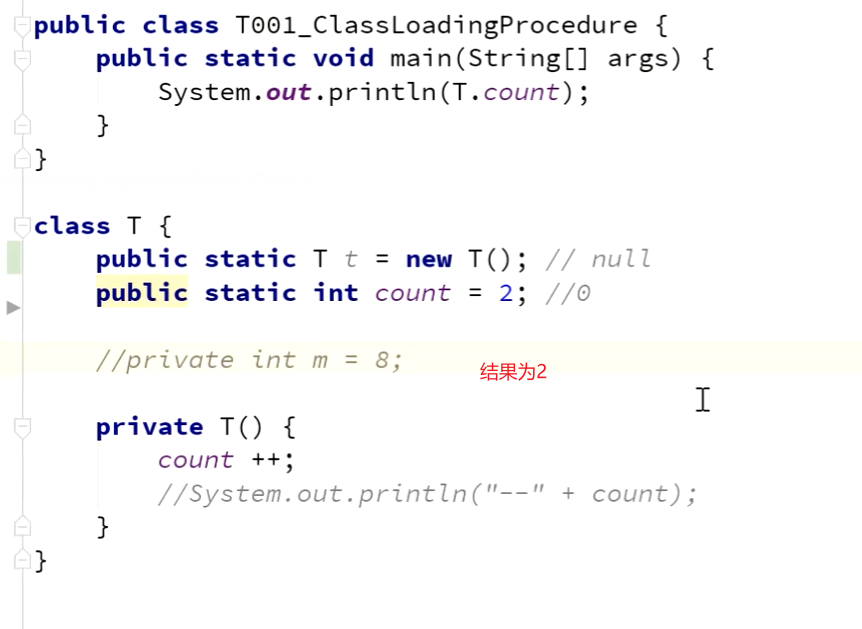 public class T001_ClassLoadingProcedure {
    public static void main(String[] args) {
        System.out.println(T.count);
    }
}
class T {
    public static T t = new T(); // null
    public static int count = 2; //0
    //private int m = 8;
结果为2
    private T() {
        count ++;
        //System.out.println("--" + count);
    }
}